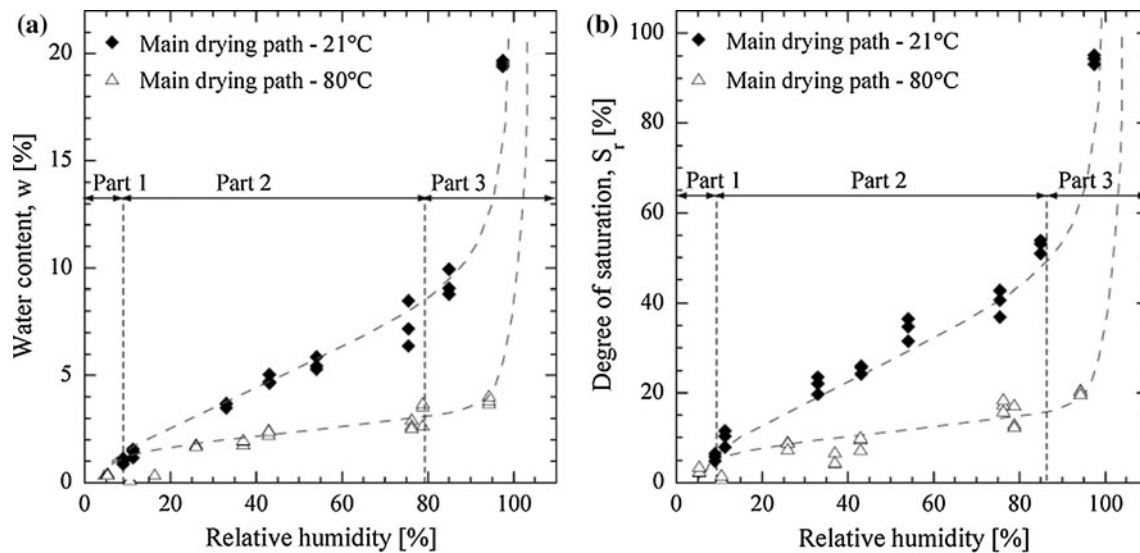 (a)
◆ Main drying path - 21°C
△ Main drying path - 80°C
Part 1
Part 2
Part 3
Water content, w [%]
20
15
10
5
0
0 20 40 60 80 100
Relative humidity [%]
(b)
◆ Main drying path - 21°C
△ Main drying path - 80°C
Part 1
Part 2
Part 3
Degree of saturation, Sr [%]
100
80
60
40
20
0
0 20 40 60 80 100
Relative humidity [%]